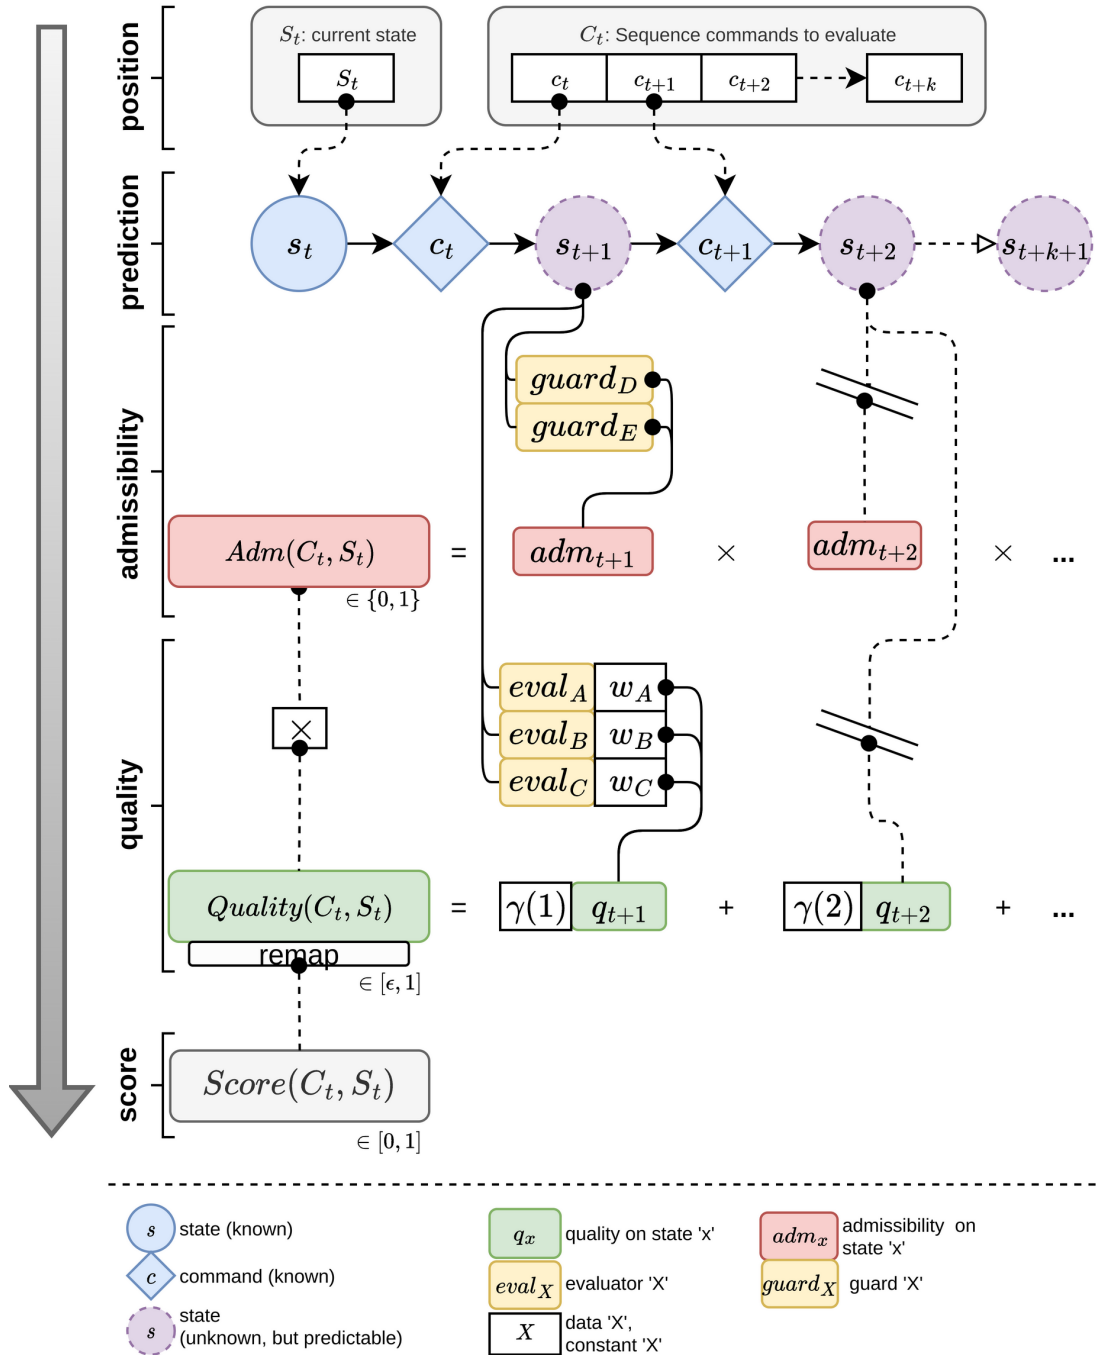 position
S_t: current state
C_t: Sequence commands to evaluate
S_t
c_t c_{t+1} c_{t+2} c_{t+k}
prediction
s_t c_t s_{t+1} c_{t+1} s_{t+2} s_{t+k+1}
admissibility
guard_D
guard_E
Adm(C_t, S_t) = adm_{t+1} × adm_{t+2} × ...
∈ {0, 1}
quality
eval_A w_A
×
eval_B w_B
eval_C w_C
Quality(C_t, S_t) = γ(1) q_{t+1} + γ(2) q_{t+2} + ...
remap
∈ [ϵ, 1]
score
Score(C_t, S_t)
∈ [0, 1]
s state (known)
c command (known)
s state
(unknown, but predictable)
q_x quality on state 'x'
eval_X evaluator 'X'
X data 'X',
constant 'X'
adm_x admissibility on
state 'x'
guard_X guard 'X'